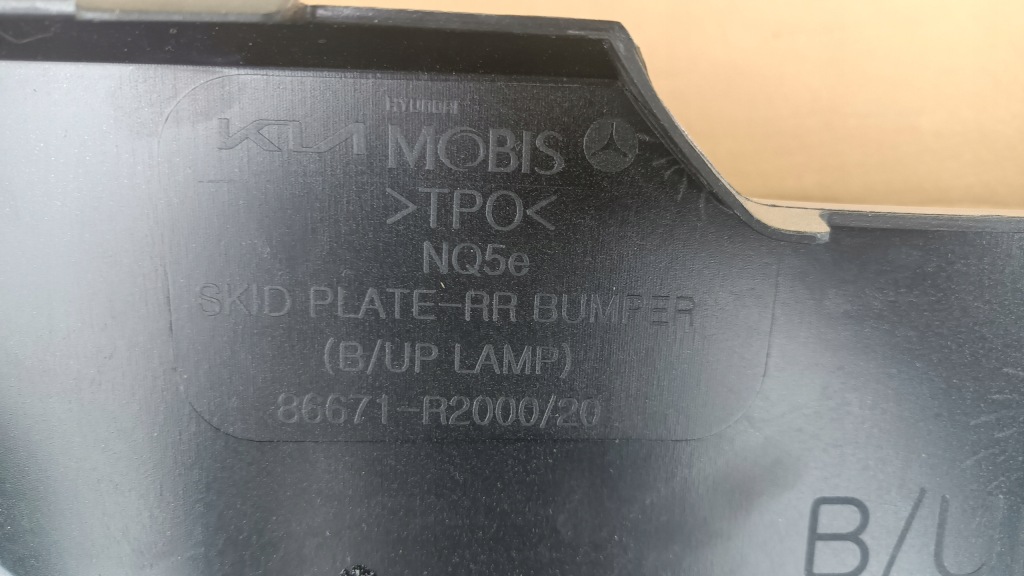 HYUNDAI
KIA MOBIS
>TPO<
NQ5e
SKID PLATE-RR BUMPER
(B/UP LAMP)
86671-R2000/20
B/U